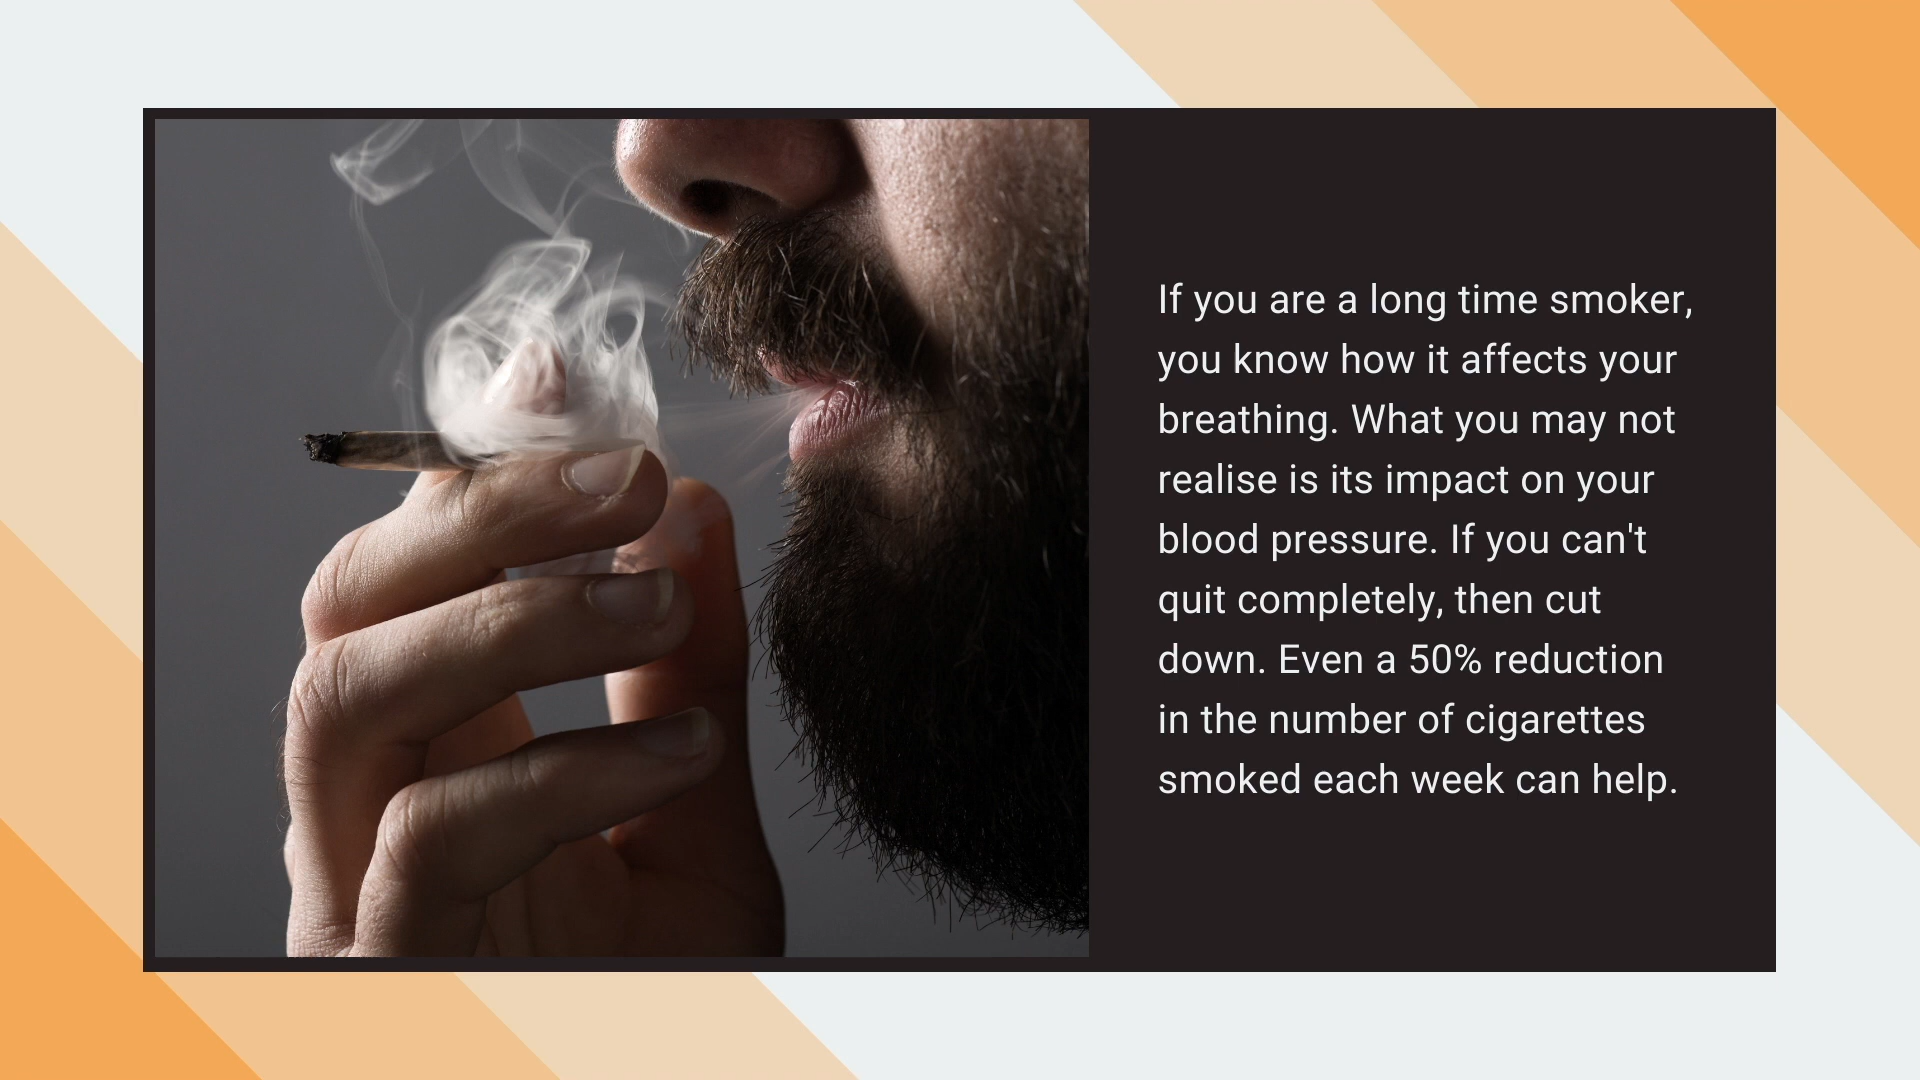 If you are a long time smoker,
you know how it affects your
breathing. What you may not
realise is its impact on your
blood pressure. If you can't
quit completely, then cut
down. Even a 50% reduction
in the number of cigarettes
smoked each week can help.